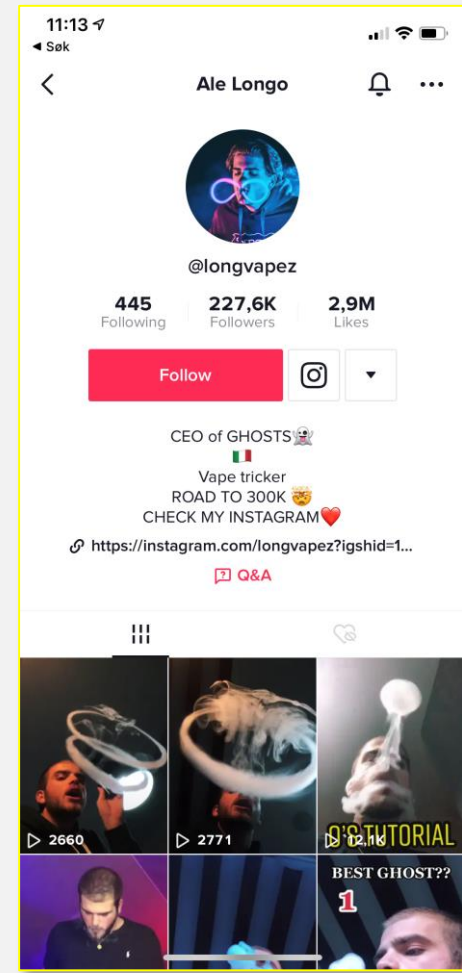 11:13
◀ Søk
Ale Longo
@longvapez
445 227,6K 2,9M
Following Followers Likes
Follow
CEO of GHOSTS👻
🇮🇹
Vape tricker
ROAD TO 300K 🤯
CHECK MY INSTAGRAM❤️
https://instagram.com/longvapez?igshid=1...
Q&A
2660 2771 12,1K
O'S TUTORIAL
BEST GHOST??
1